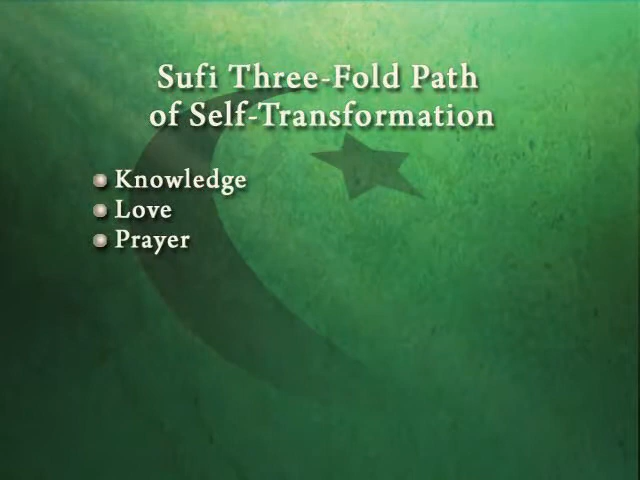 Sufi Three-Fold Path
of Self-Transformation
Knowledge
Love
Prayer